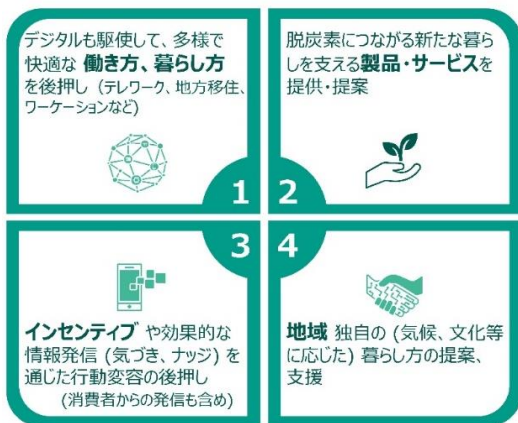 デジタルも駆使して、多様で
快適な 働き方、暮らし方
を後押し (テレワーク、地方移住、
ワーケーションなど)
1
脱炭素につながる新たな暮ら
しを支える製品・サービスを
提供・提案
2
3
インセンティブ や効果的な
情報発信 (気づき、ナッジ) を
通じた行動変容の後押し
(消費者からの発信も含め)
4
地域 独自の (気候、文化等
に応じた) 暮らし方の提案、
支援